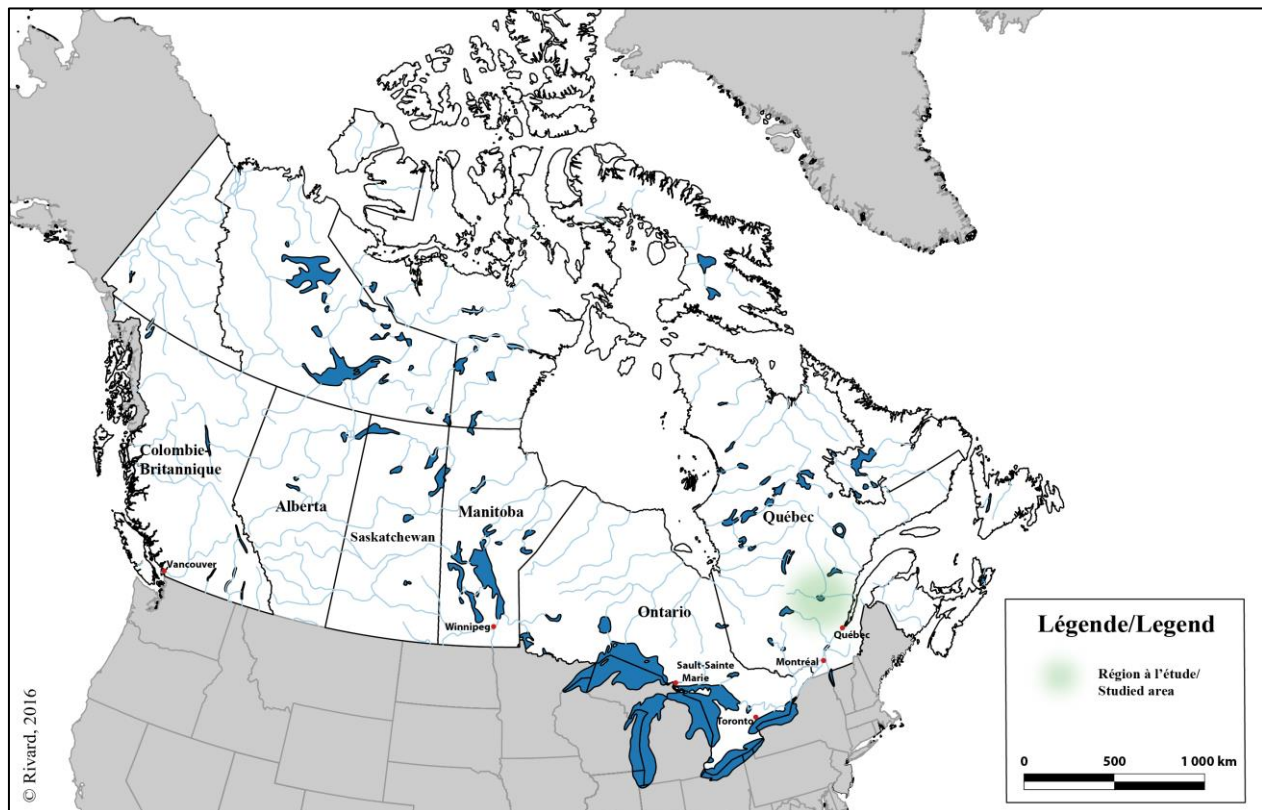 Colombie-
Britannique
Alberta
Saskatchewan
Manitoba
Ontario
Québec
Vancouver
Winnipeg
Sault-Sainte
Marie
Toronto
Montréal
Québec
Légende/Legend
Région à l'étude/
Studied area
0 500 1 000 km
© Rivard, 2016